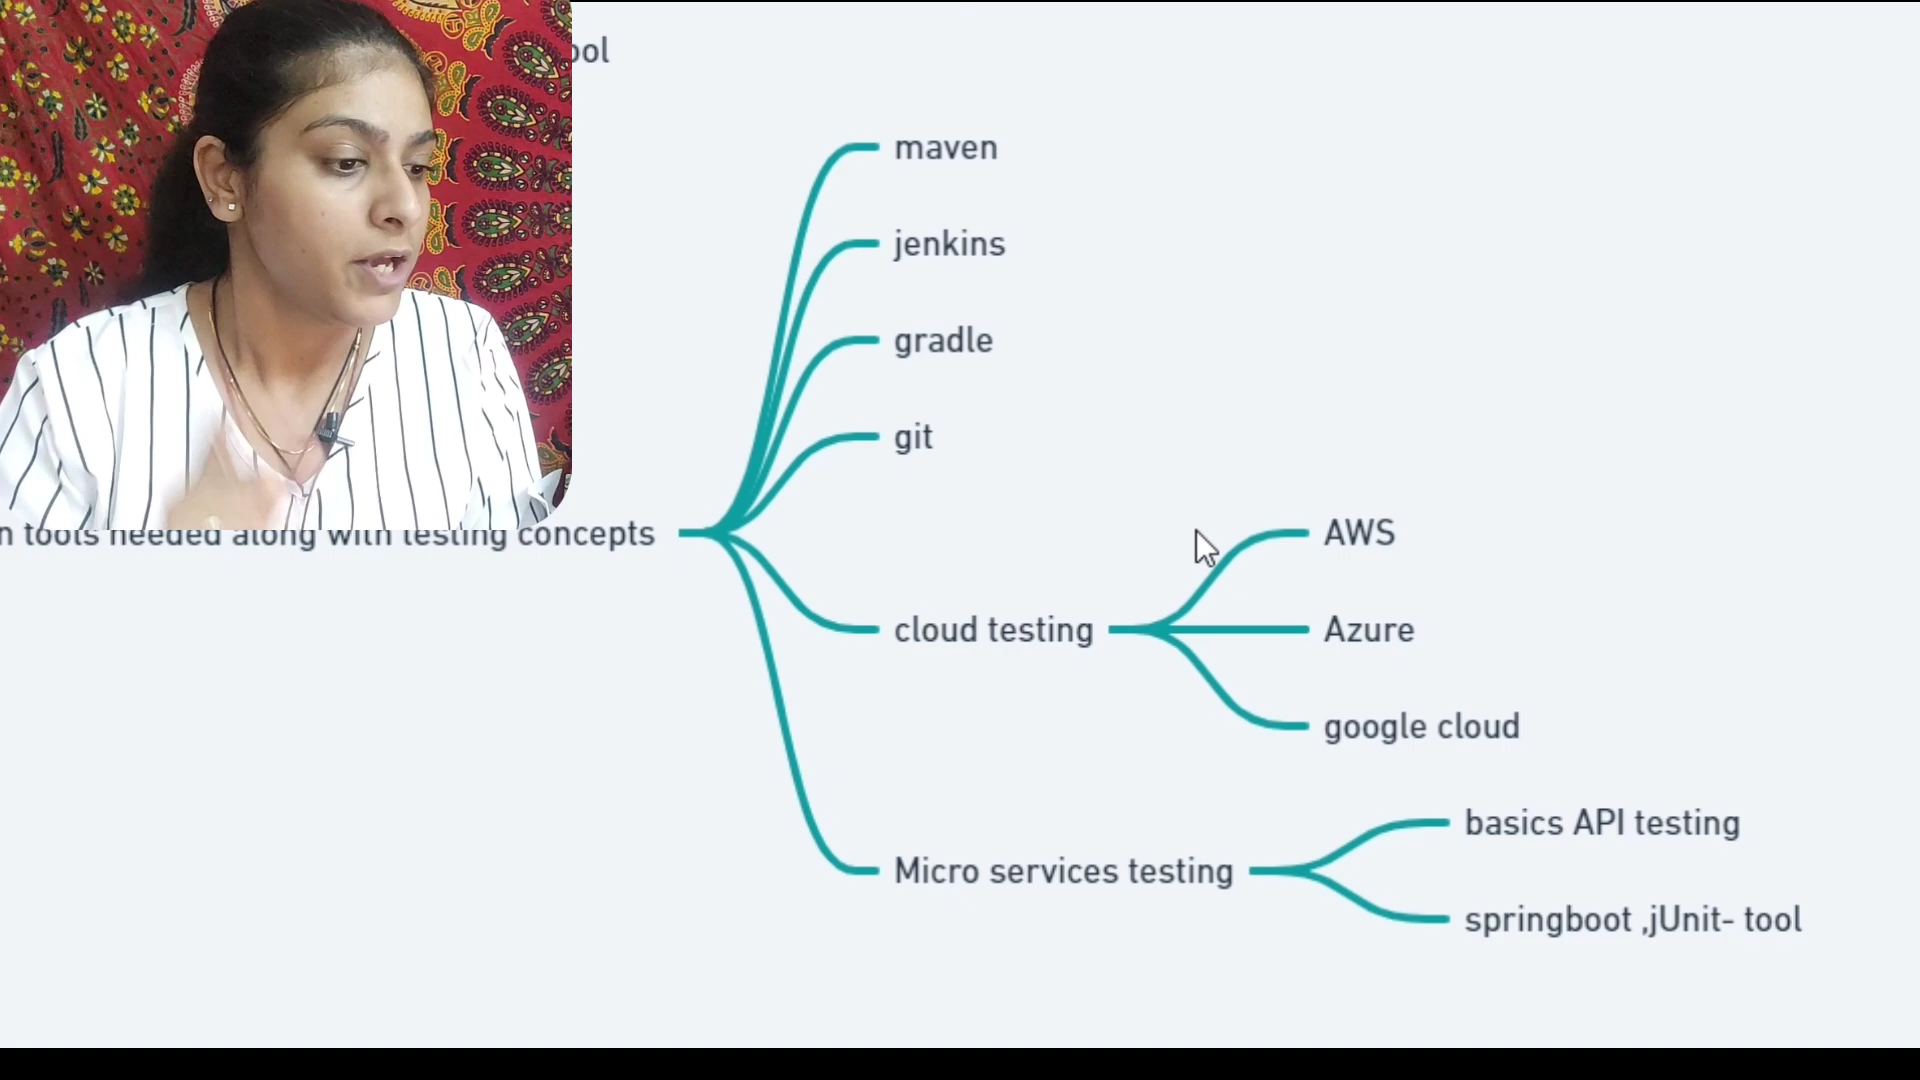 maven
jenkins
gradle
git
tools needed along with testing concepts
cloud testing
AWS
Azure
google cloud
Micro services testing
basics API testing
springboot ,jUnit- tool